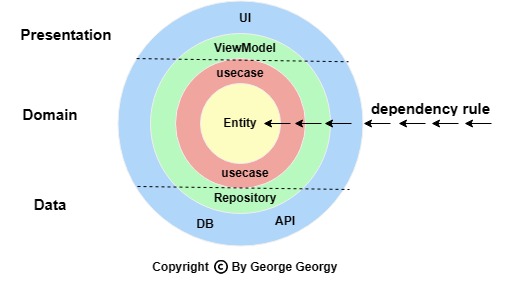 UI
Presentation
ViewModel
usecase
Domain
Entity
dependency rule
usecase
Data
Repository
DB
API
Copyright © By George Georgy